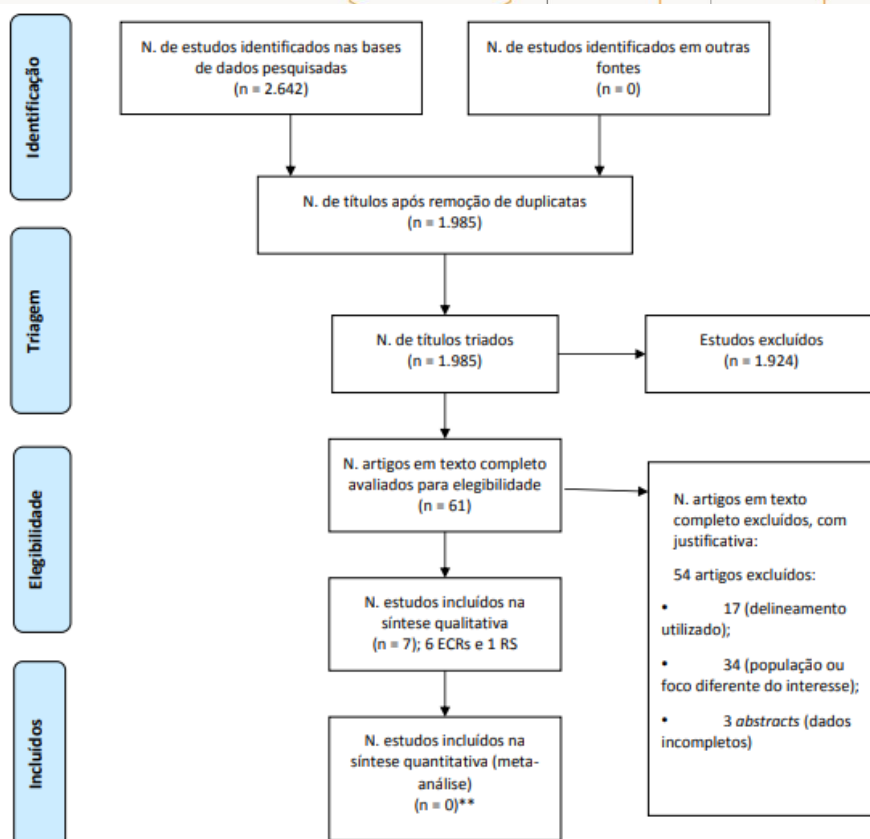 Identificação
N. de estudos identificados nas bases
de dados pesquisadas
(n = 2.642)
N. de estudos identificados em outras
fontes
(n = 0)
N. de títulos após remoção de duplicatas
(n = 1.985)
Triagem
N. de títulos triados
(n = 1.985)
Estudos excluídos
(n = 1.924)
Elegibilidade
N. artigos em texto completo
avaliados para elegibilidade
(n = 61)
N. artigos em texto
completo excluídos, com
justificativa:
54 artigos excluídos:
• 17 (delineamento
utilizado);
• 34 (população ou
foco diferente do interesse);
• 3 abstracts (dados
incompletos)
N. estudos incluídos na
síntese qualitativa
(n = 7); 6 ECRs e 1 RS
Incluídos
N. estudos incluídos na
síntese quantitativa (meta-
análise)
(n = 0)**